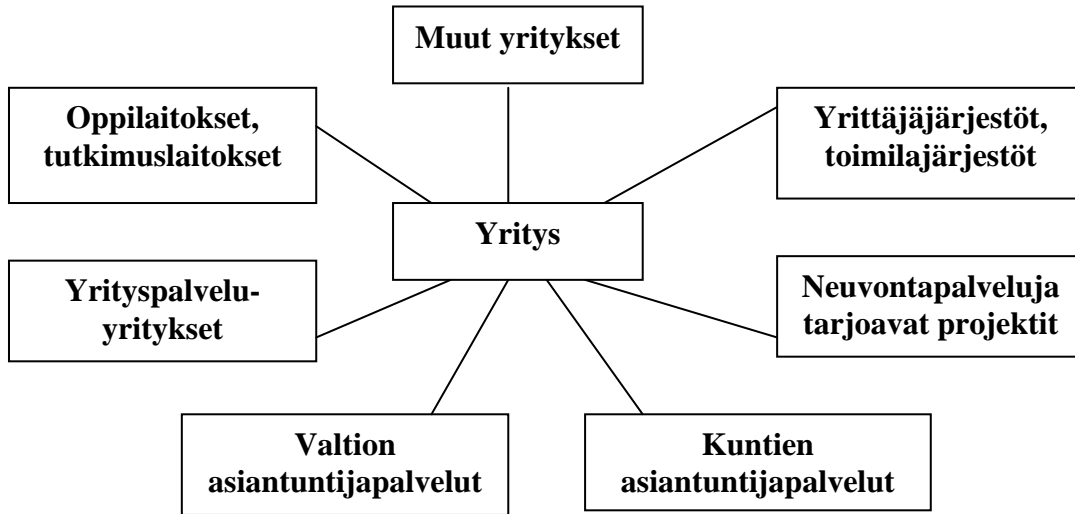 Muut yritykset
Oppilaitokset,
tutkimuslaitokset
Yrittäjäjärjestöt,
toimilajärjestöt
Yritys
Yrityspalvelu-
yritykset
Neuvontapalveluja
tarjoavat projektit
Valtion
asiantuntijapalvelut
Kuntien
asiantuntijapalvelut